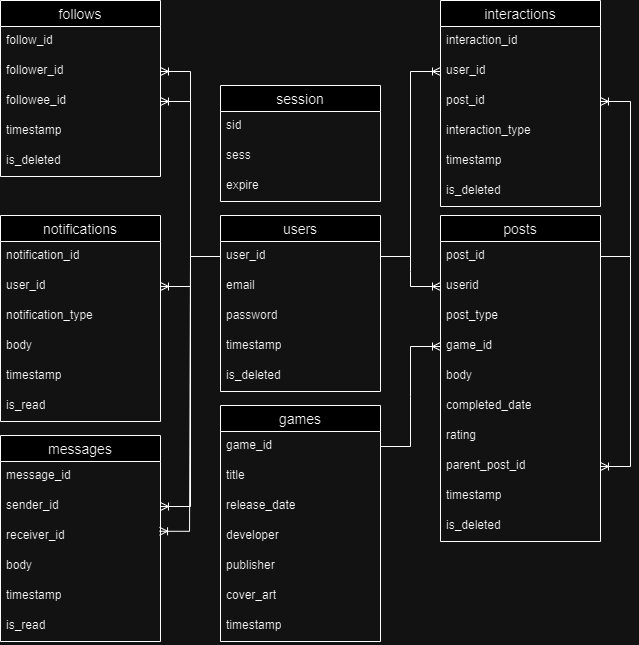 follows
follow_id
follower_id
followee_id
timestamp
is_deleted
notifications
notification_id
user_id
notification_type
body
timestamp
is_read
messages
message_id
sender_id
receiver_id
body
timestamp
is_read
session
sid
sess
expire
users
user_id
email
password
timestamp
is_deleted
games
game_id
title
release_date
developer
publisher
cover_art
timestamp
interactions
interaction_id
user_id
post_id
interaction_type
timestamp
is_deleted
posts
post_id
userid
post_type
game_id
body
completed_date
rating
parent_post_id
timestamp
is_deleted